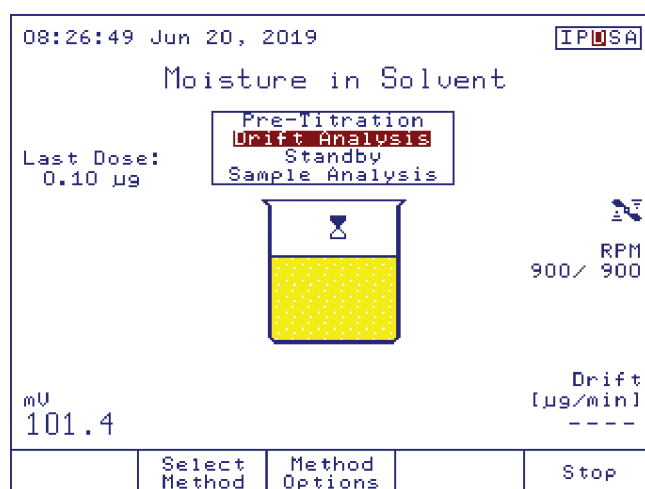 08:26:49 Jun 20, 2019 IPDSA
Moisture in Solvent
Pre-Titration
Drift Analysis
Standby
Sample Analysis
Last Dose:
0.10 µg
RPM
900/ 900
Drift
[µg/min]
----
mV
101.4
Select Method
Method Options
Stop